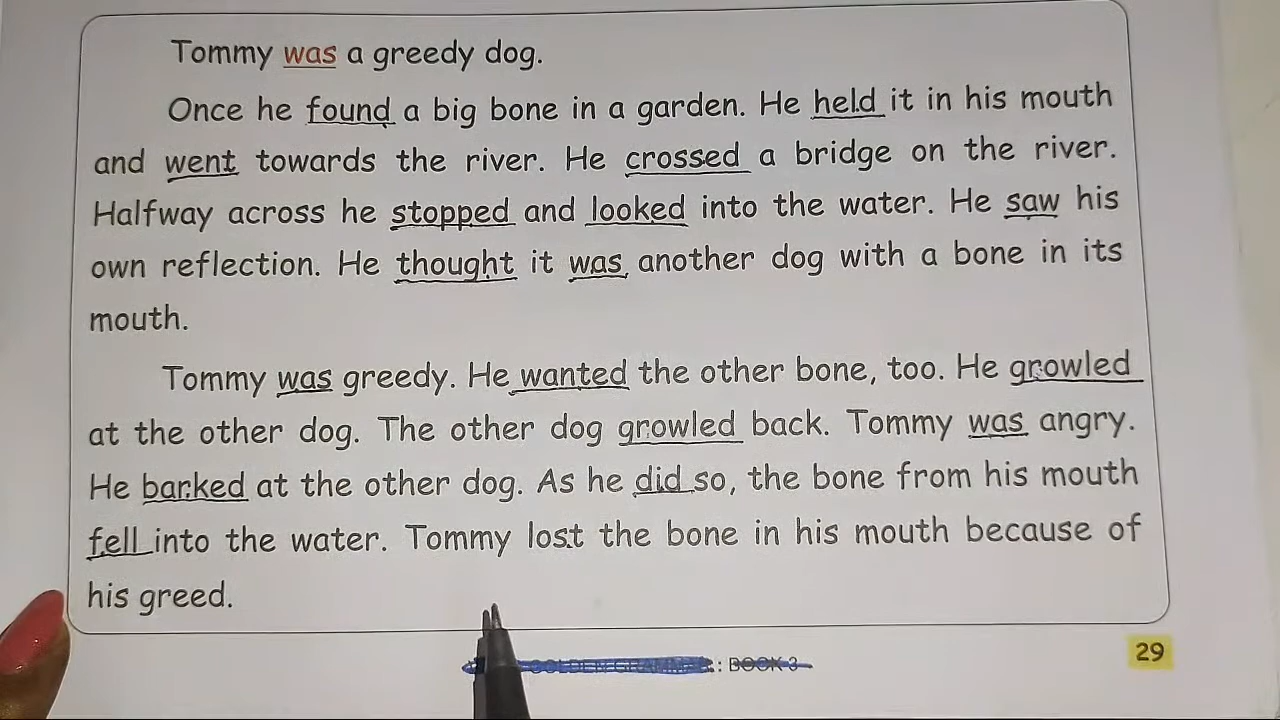 Tommy was a greedy dog.
Once he found a big bone in a garden. He held it in his mouth
and went towards the river. He crossed a bridge on the river.
Halfway across he stopped and looked into the water. He saw his
own reflection. He thought it was another dog with a bone in its
mouth.
Tommy was greedy. He wanted the other bone, too. He growled
at the other dog. The other dog growled back. Tommy was angry.
He barked at the other dog. As he did so, the bone from his mouth
fell into the water. Tommy lost the bone in his mouth because of
his greed.
: BOOK 3
29